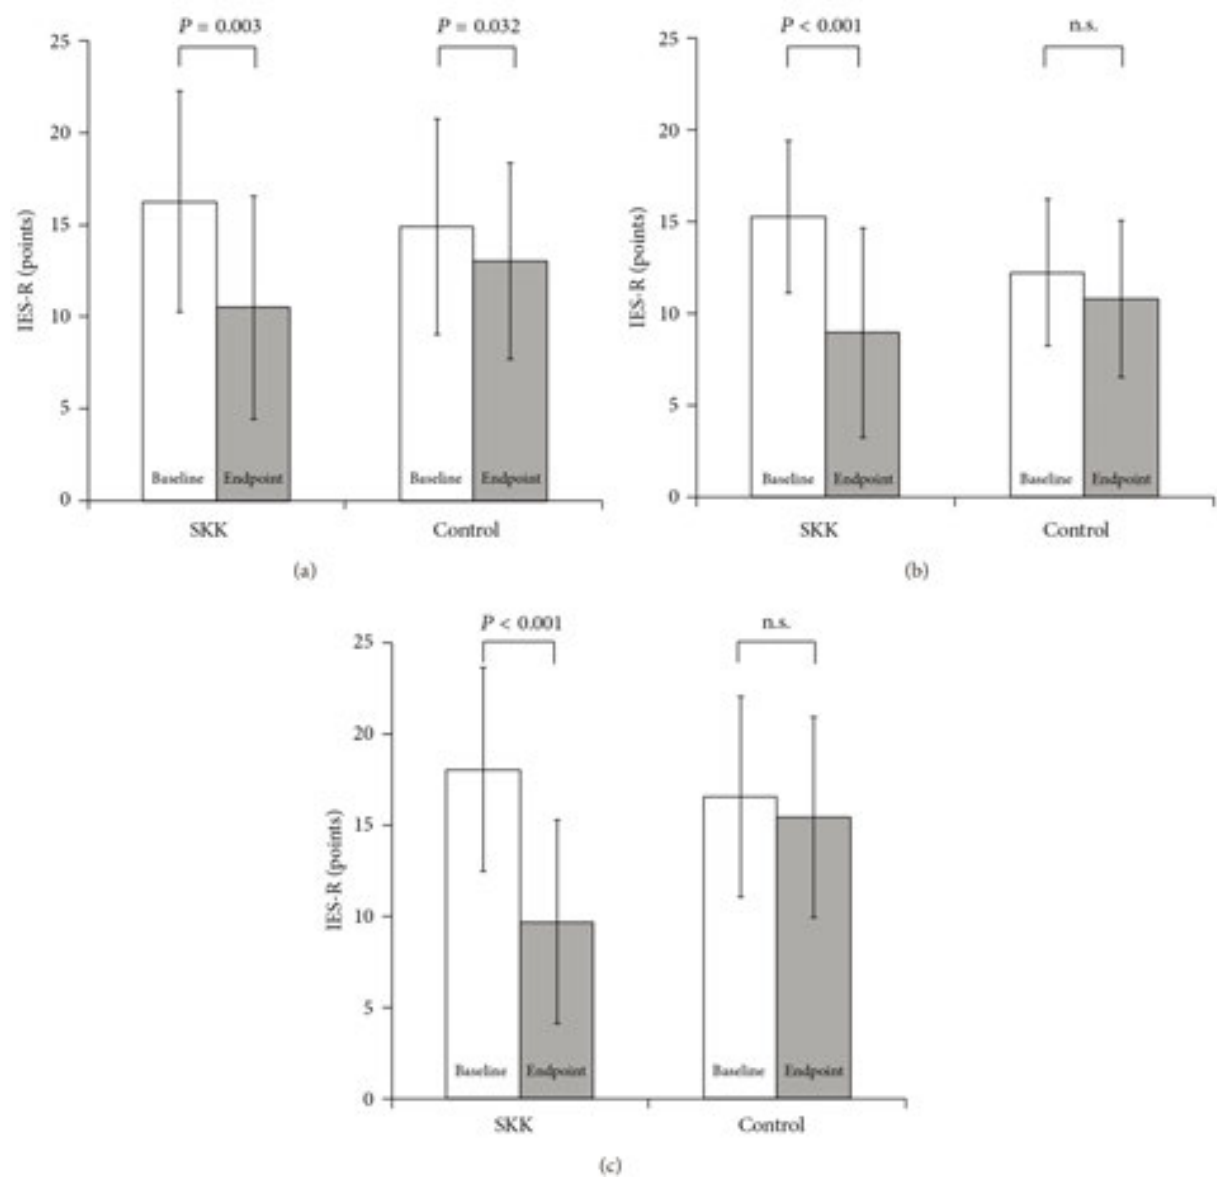 P = 0.003
P = 0.032
25
20
15
10
5
0
IES-R (points)
Baseline
Endpoint
Baseline
Endpoint
SKK
Control
(a)
P < 0.001
n.s.
25
20
15
10
5
0
IES-R (points)
Baseline
Endpoint
Baseline
Endpoint
SKK
Control
(b)
P < 0.001
n.s.
25
20
15
10
5
0
IES-R (points)
Baseline
Endpoint
Baseline
Endpoint
SKK
Control
(c)